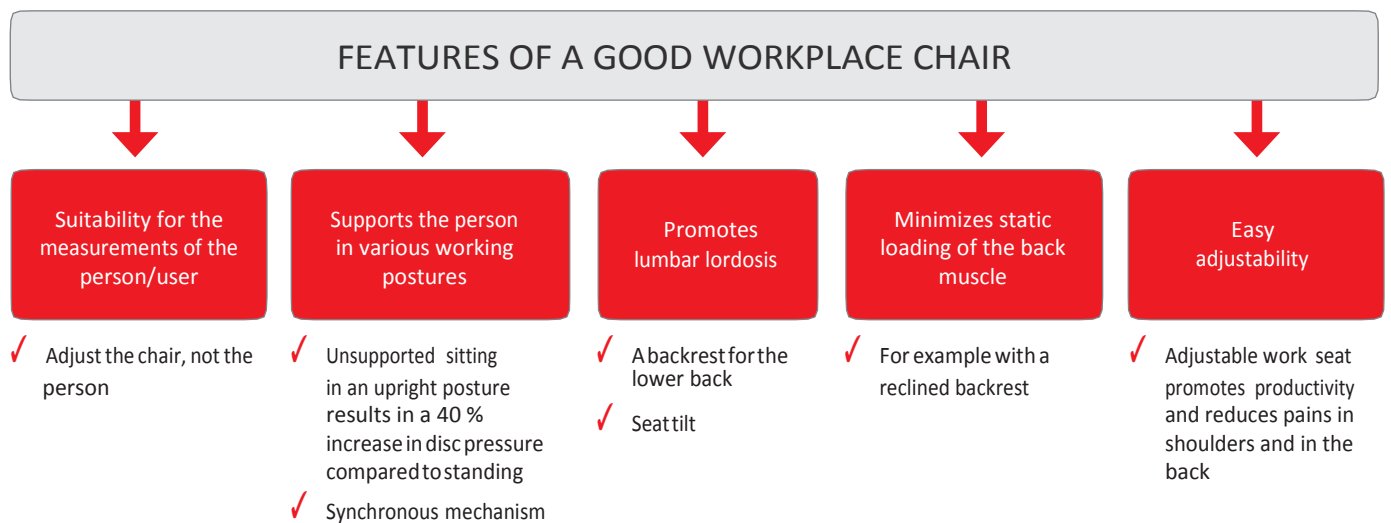 FEATURES OF A GOOD WORKPLACE CHAIR
Suitability for the
measurements of the
person/user
Adjust the chair, not the
person
Supports the person
in various working
postures
Unsupported sitting
in an upright posture
results in a 40 %
increase in disc pressure
compared to standing
Synchronous mechanism
Promotes
lumbar lordosis
A backrest for the
lower back
Seat tilt
Minimizes static
loading of the back
muscle
For example with a
reclined backrest
Easy
adjustability
Adjustable work seat
promotes productivity
and reduces pains in
shoulders and in the
back